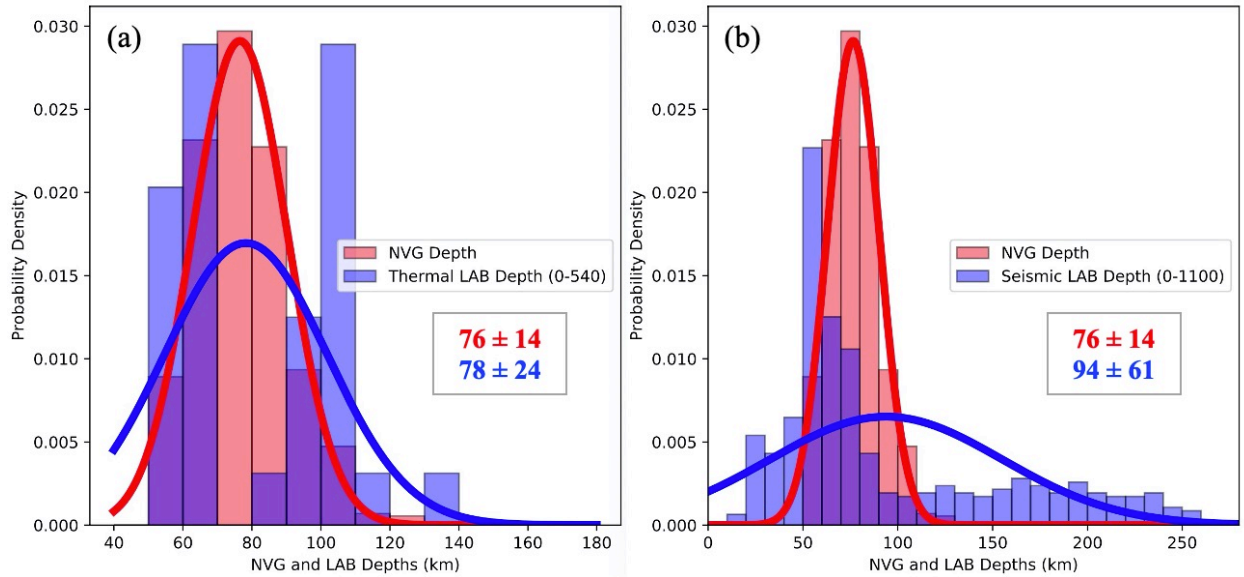 (a)
0.030
0.025
0.020
0.015
0.010
0.005
0.000
Probability Density
NVG Depth
Thermal LAB Depth (0-540)
76 ± 14
78 ± 24
40 60 80 100 120 140 160 180
NVG and LAB Depths (km)
(b)
0.030
0.025
0.020
0.015
0.010
0.005
0.000
Probability Density
NVG Depth
Seismic LAB Depth (0-1100)
76 ± 14
94 ± 61
0 50 100 150 200 250
NVG and LAB Depths (km)